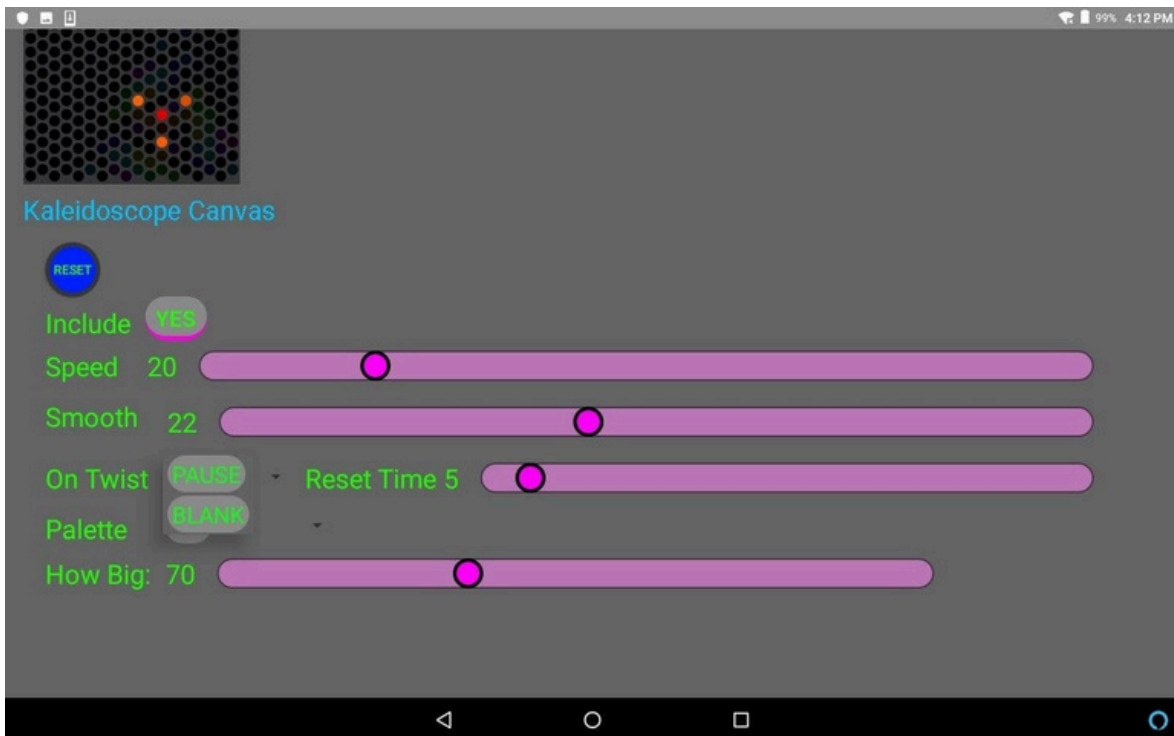 99% 4:12 PM
Kaleidoscope Canvas
RESET
Include YES
Speed 20
Smooth 22
On Twist PAUSE Reset Time 5
BLANK
Palette
How Big: 70